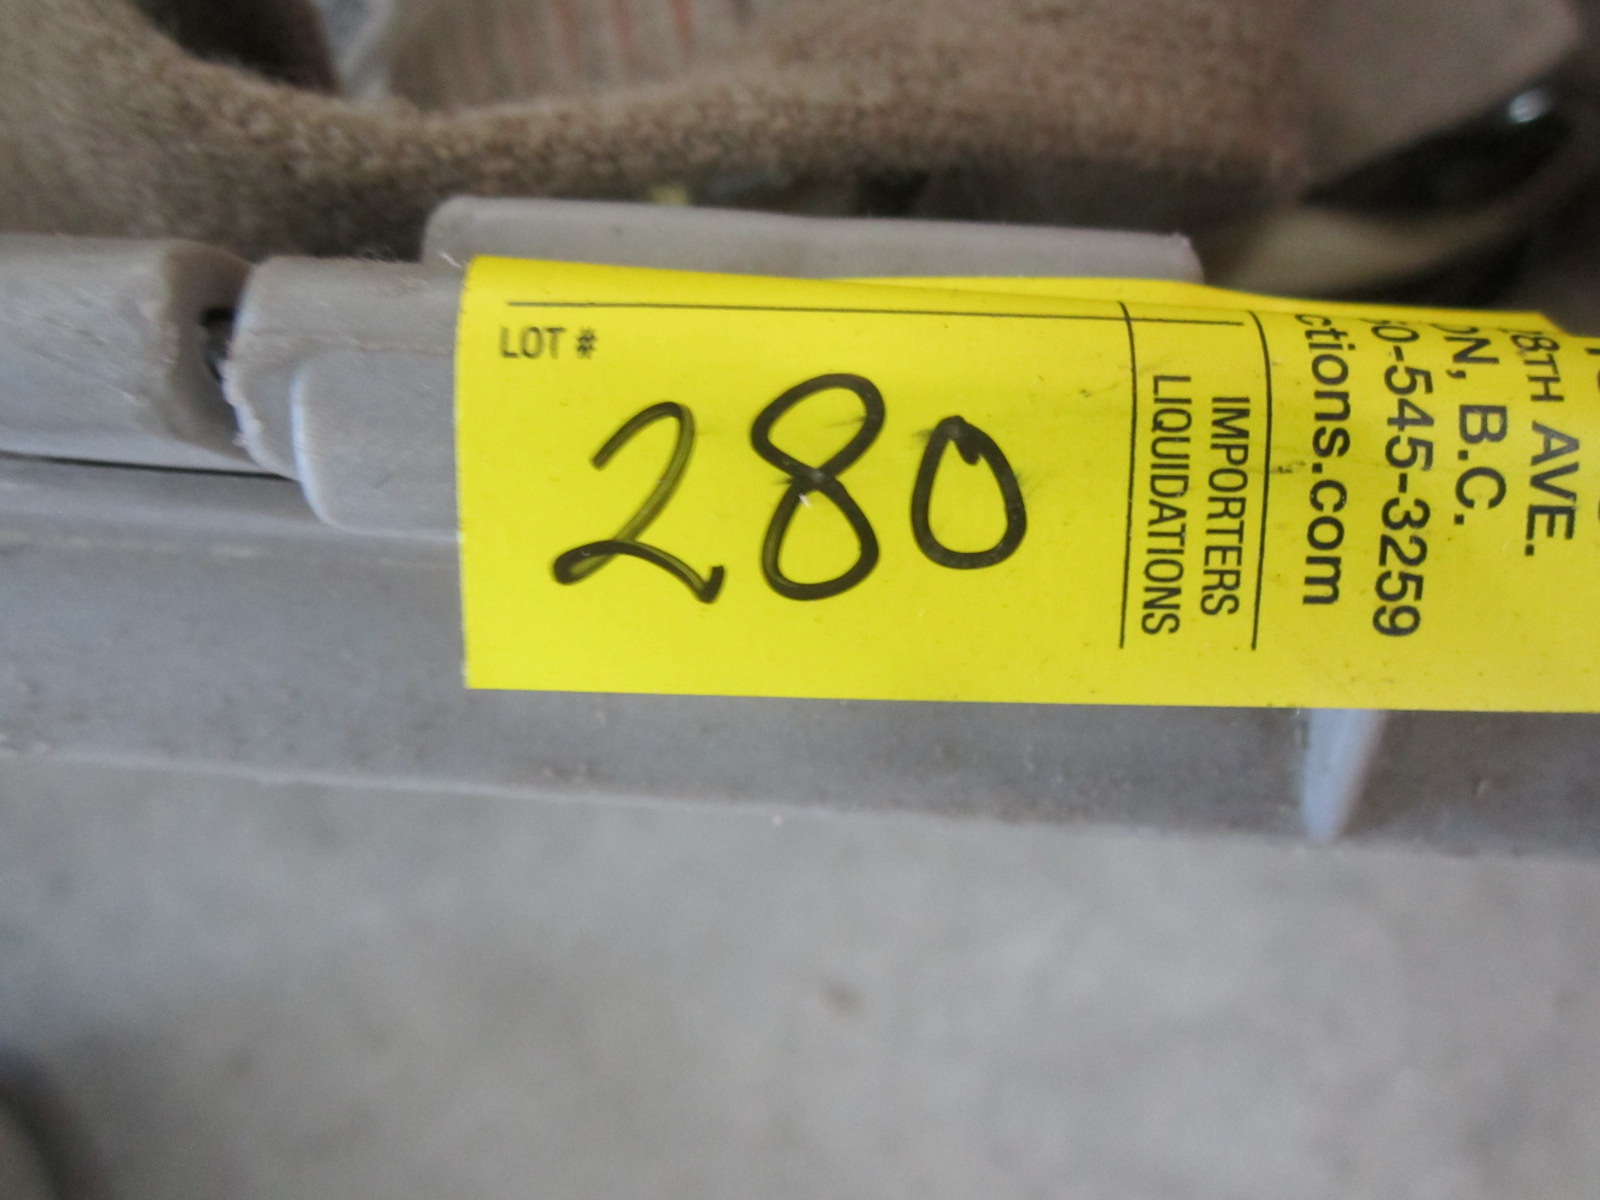 LOT #
280
IMPORTERS
LIQUIDATIONS
8TH AVE.
B.C.
0-545-3259
ctions.com